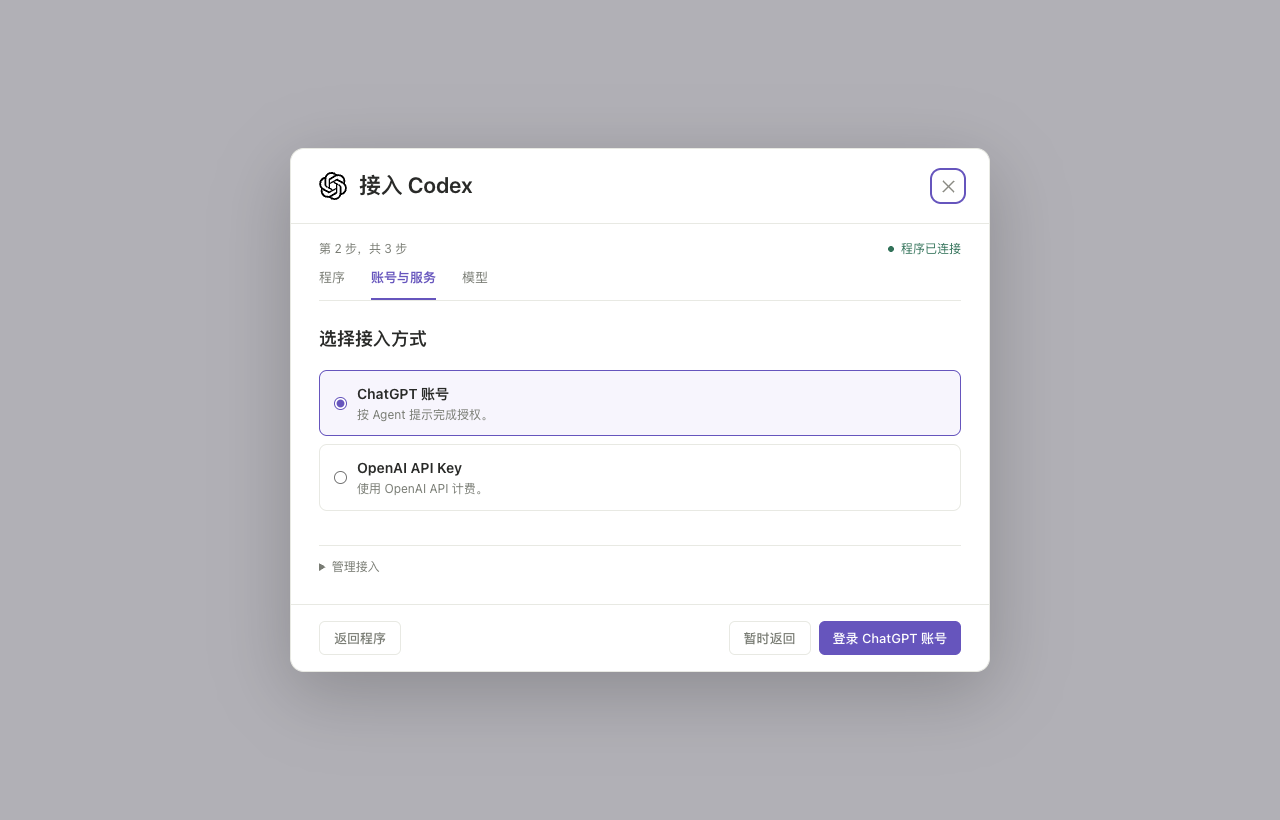 接入 Codex
第 2 步，共 3 步
程序已连接
程序 账号与服务 模型
选择接入方式
ChatGPT 账号
按 Agent 提示完成授权。
OpenAI API Key
使用 OpenAI API 计费。
管理接入
返回程序 暂时返回 登录 ChatGPT 账号